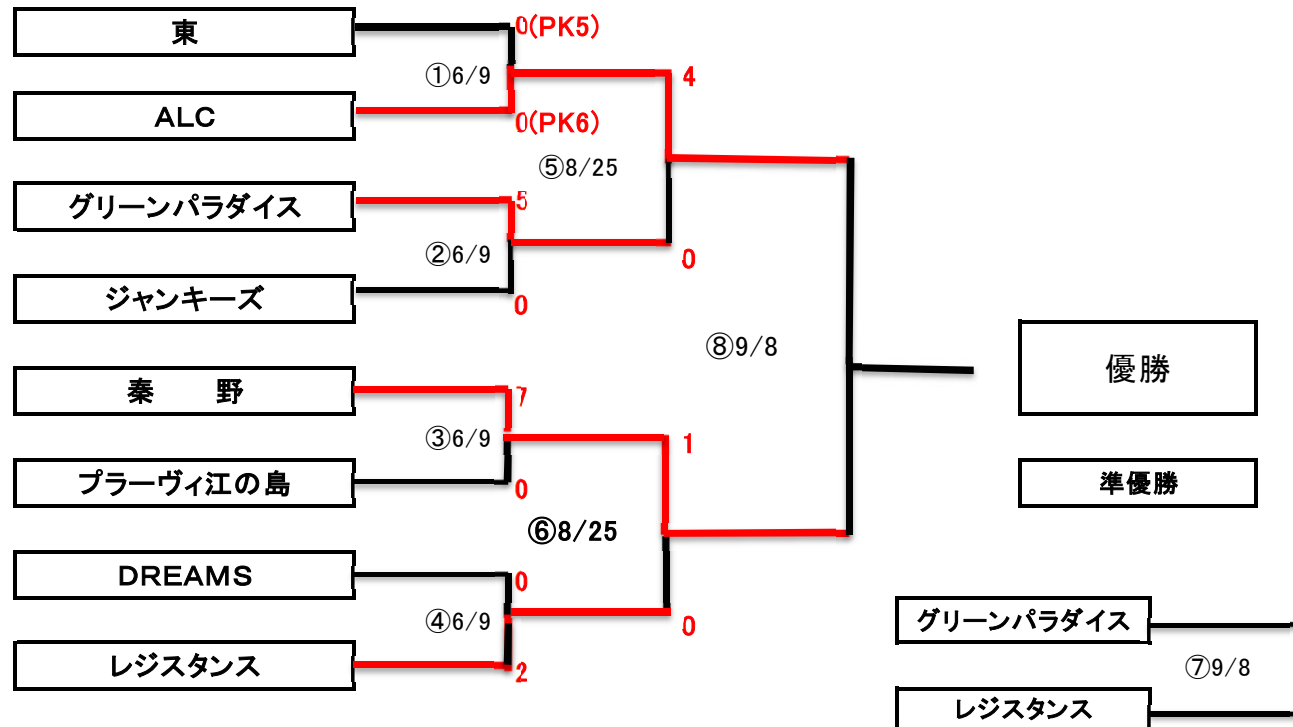 東
0(PK5)
①6/9
4
ALC
0(PK6)
⑤8/25
グリーンパラダイス
5
②6/9
0
ジャンキーズ
0
⑧9/8
優勝
秦　野
7
③6/9
1
プラーヴィ江の島
0
準優勝
⑥8/25
DREAMS
0
④6/9
0
レジスタンス
2
グリーンパラダイス
⑦9/8
レジスタンス